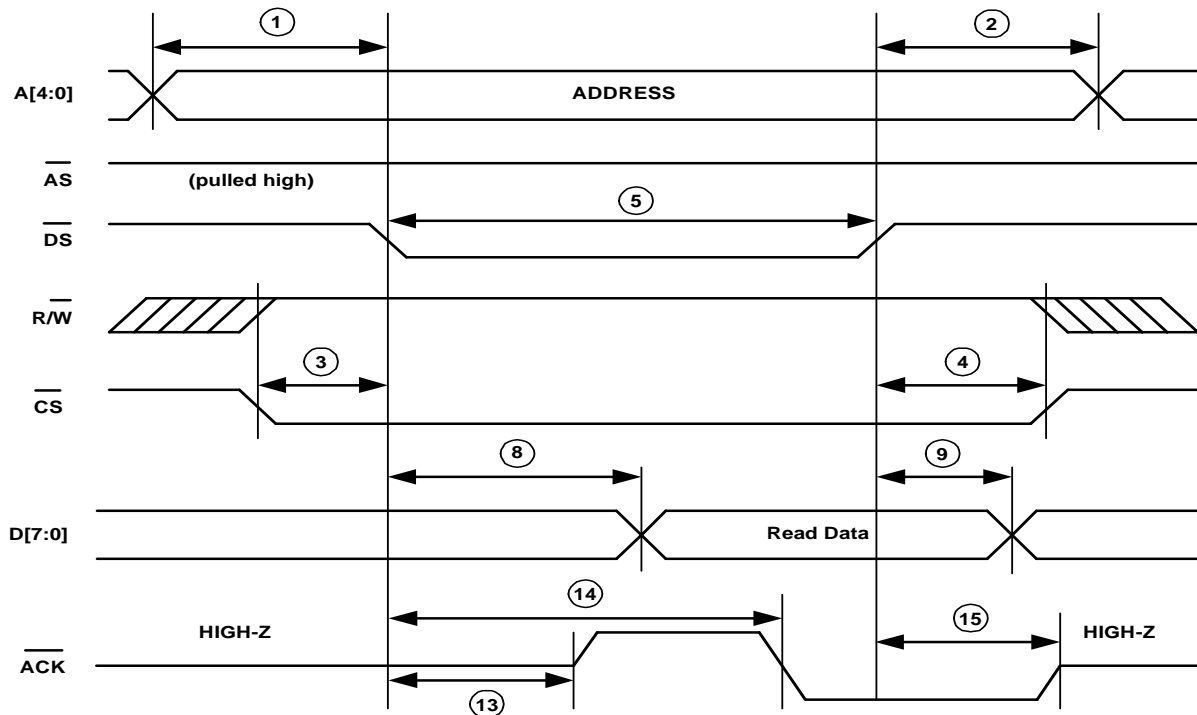 1
2
A[4:0]
ADDRESS
AS
(pulled high)
5
DS
R/W
3
4
CS
8
9
D[7:0]
Read Data
14
HIGH-Z
15
HIGH-Z
ACK
13